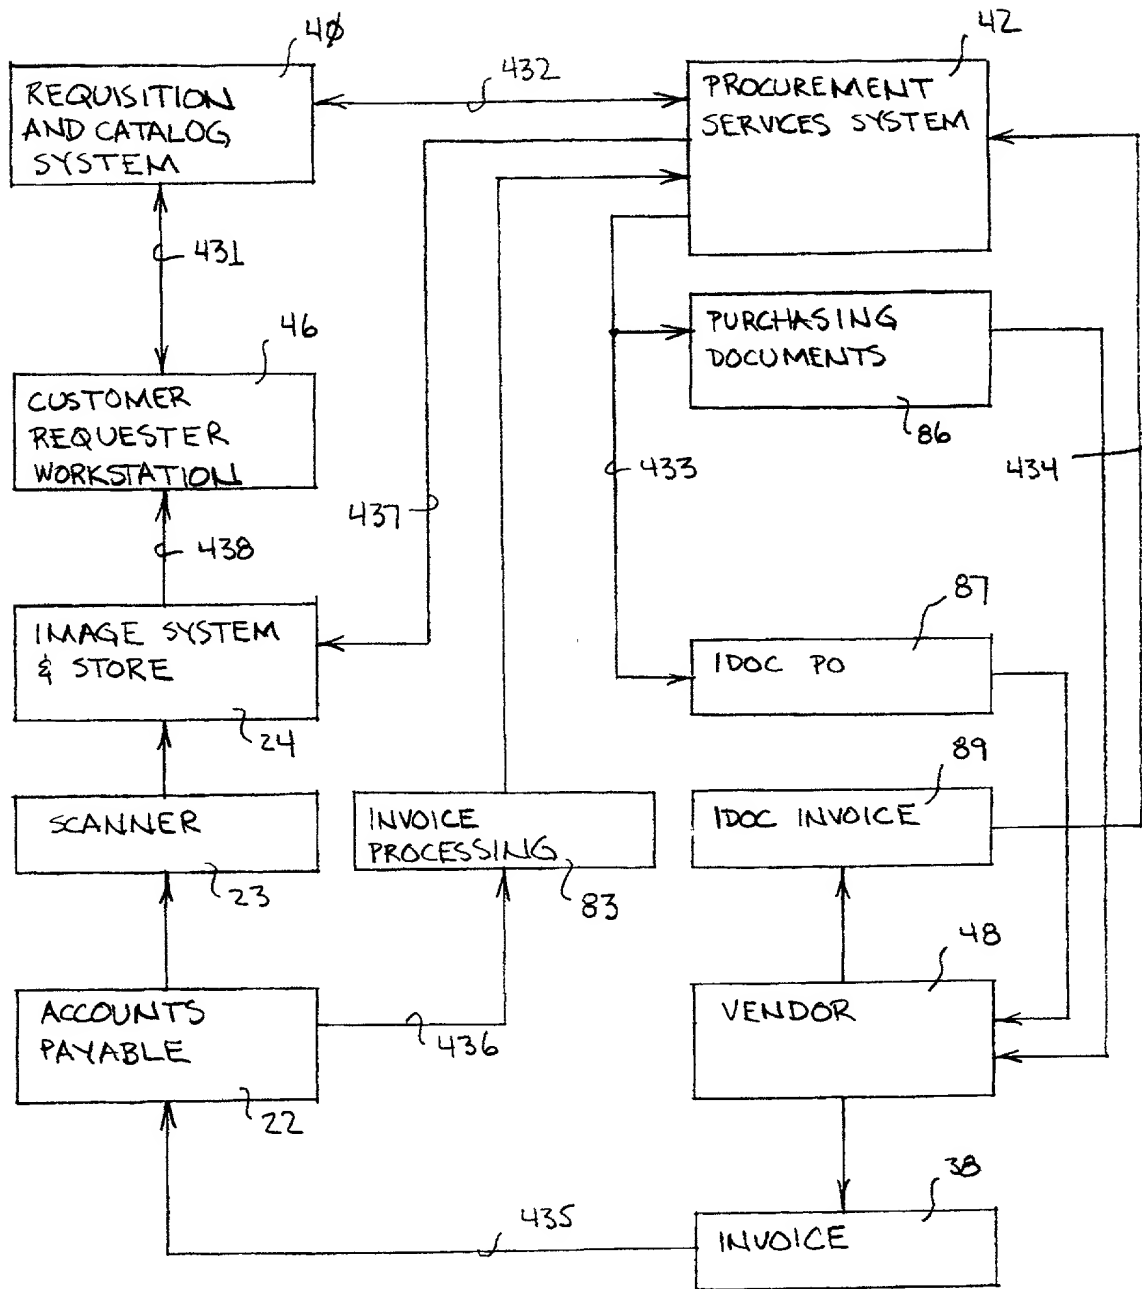 40
REQUISITION
AND CATALOG
SYSTEM
432
42
PROCUREMENT
SERVICES SYSTEM
431
46
CUSTOMER
REQUESTER
WORKSTATION
PURCHASING
DOCUMENTS
86
433
434
437
438
IMAGE SYSTEM
& STORE
24
87
IDOC PO
SCANNER
23
INVOICE
PROCESSING
83
89
IDOC INVOICE
ACCOUNTS
PAYABLE
22
436
48
VENDOR
435
38
INVOICE